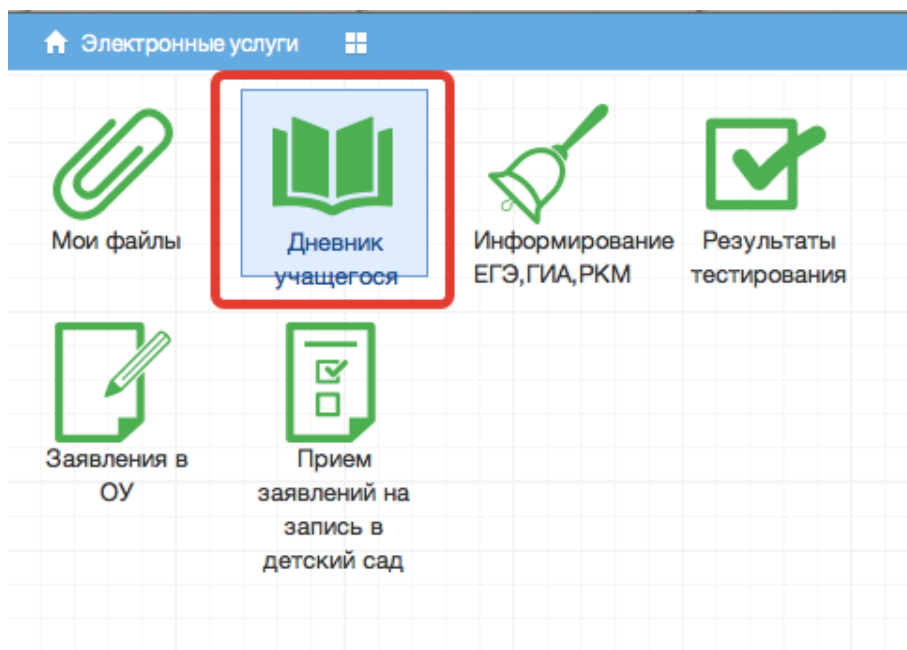 Электронные услуги
Мои файлы
Дневник
учащегося
Информирование
ЕГЭ,ГИА,РКМ
Результаты
тестирования
Заявления в
ОУ
Прием
заявлений на
запись в
детский сад